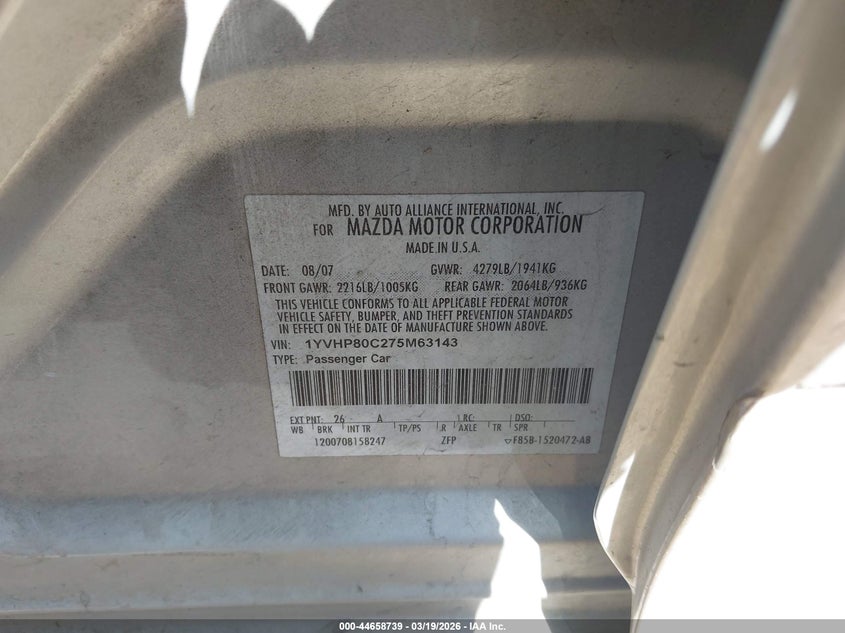 MFD. BY AUTO ALLIANCE INTERNATIONAL, INC.
FOR MAZDA MOTOR CORPORATION
MADE IN U.S.A.
DATE: 08/07 GVWR: 4279LB/1941KG
FRONT GAWR: 2216LB/1005KG REAR GAWR: 2064LB/936KG
THIS VEHICLE CONFORMS TO ALL APPLICABLE FEDERAL MOTOR
VEHICLE SAFETY, BUMPER, AND THEFT PREVENTION STANDARDS
IN EFFECT ON THE DATE OF MANUFACTURE SHOWN ABOVE.
VIN: 1YVHP80C275M63143
TYPE: Passenger Car
EXT PNT: 26 A RC: DSO:
WB BRK INT TR TP/PS R AXLE TR SPR
1200708158247 ZFP ▽F85B-1520472-AB
000-44658739 - 03/19/2026 - IAA Inc.